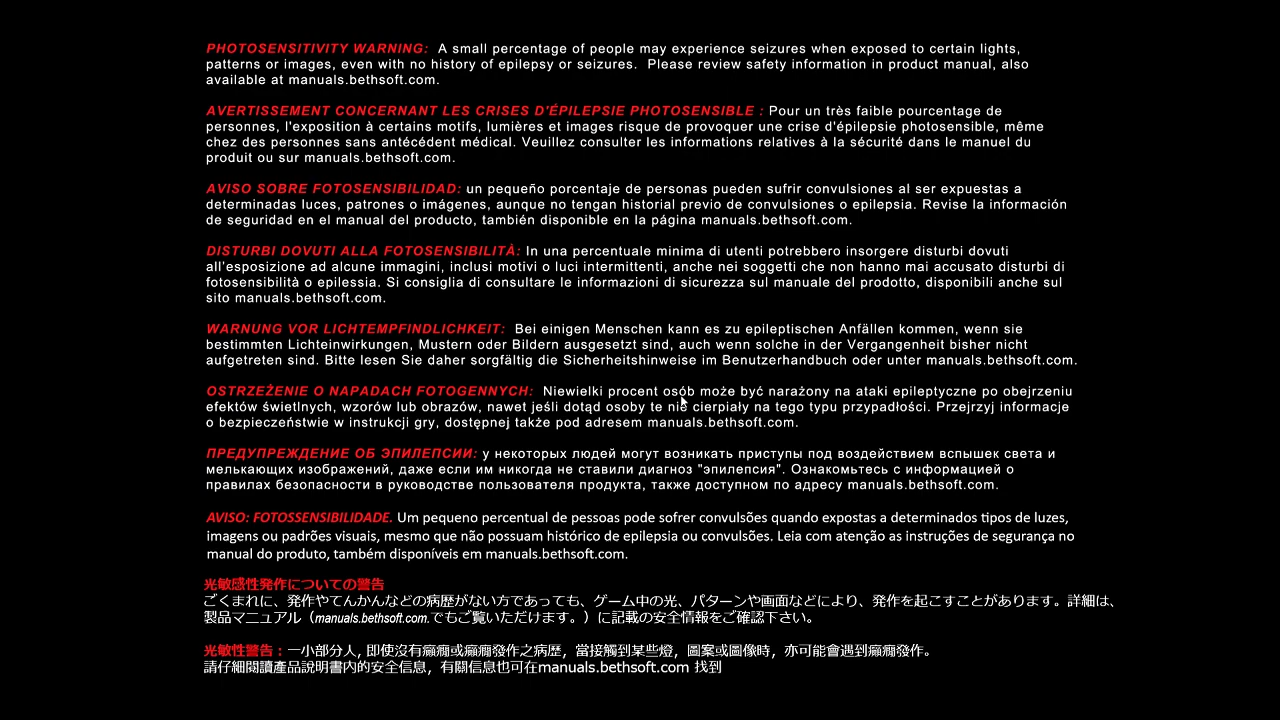 PHOTOSENSITIVITY WARNING: A small percentage of people may experience seizures when exposed to certain lights,
patterns or images, even with no history of epilepsy or seizures. Please review safety information in product manual, also
available at manuals.bethsoft.com.
AVERTISSEMENT CONCERNANT LES CRISES D'ÉPILEPSIE PHOTOSENSIBLE : Pour un très faible pourcentage de
personnes, l'exposition à certains motifs, lumières et images risque de provoquer une crise d'épilepsie photosensible, même
chez des personnes sans antécédent médical. Veuillez consulter les informations relatives à la sécurité dans le manuel du
produit ou sur manuals.bethsoft.com.
AVISO SOBRE FOTOSENSIBILIDAD: un pequeño porcentaje de personas pueden sufrir convulsiones al ser expuestas a
determinadas luces, patrones o imágenes, aunque no tengan historial previo de convulsiones o epilepsia. Revise la información
de seguridad en el manual del producto, también disponible en la página manuals.bethsoft.com.
DISTURBI DOVUTI ALLA FOTOSENSIBILITÀ: In una percentuale minima di utenti potrebbero insorgere disturbi dovuti
all'esposizione ad alcune immagini, inclusi motivi o luci intermittenti, anche nei soggetti che non hanno mai accusato disturbi di
fotosensibilità o epilessia. Si consiglia di consultare le informazioni di sicurezza sul manuale del prodotto, disponibili anche sul
sito manuals.bethsoft.com.
WARNUNG VOR LICHTEMPFINDLICHKEIT: Bei einigen Menschen kann es zu epileptischen Anfällen kommen, wenn sie
bestimmten Lichteinwirkungen, Mustern oder Bildern ausgesetzt sind, auch wenn solche in der Vergangenheit bisher nicht
aufgetreten sind. Bitte lesen Sie daher sorgfältig die Sicherheitshinweise im Benutzerhandbuch oder unter manuals.bethsoft.com.
OSTRZEŻENIE O NAPADACH FOTOGENNYCH: Niewielki procent osób może być narażony na ataki epileptyczne po obejrzeniu
efektów świetlnych, wzorów lub obrazów, nawet jeśli dotąd osoby te nie cierpiały na tego typu przypadłości. Przejrzyj informacje
o bezpieczeństwie w instrukcji gry, dostępnej także pod adresem manuals.bethsoft.com.
ПРЕДУПРЕЖДЕНИЕ ОБ ЭПИЛЕПСИИ: у некоторых людей могут возникать приступы под воздействием вспышек света и
мелькающих изображений, даже если им никогда не ставили диагноз "эпилепсия". Ознакомьтесь с информацией о
правилах безопасности в руководстве пользователя продукта, также доступном по адресу manuals.bethsoft.com.
AVISO: FOTOSSENSIBILIDADE. Um pequeno percentual de pessoas pode sofrer convulsões quando expostas a determinados tipos de luzes,
imagens ou padrões visuais, mesmo que não possuam histórico de epilepsia ou convulsões. Leia com atenção as instruções de segurança no
manual do produto, também disponíveis em manuals.bethsoft.com.
光敏感性発作についての警告
ごくまれに、発作やてんかんなどの病歴がない方であっても、ゲーム中の光、パターンや画面などにより、発作を起こすことがあります。詳細は、
製品マニュアル（manuals.bethsoft.com.でもご覧いただけます。）に記載の安全情報をご確認下さい。
光敏性警告：一小部分人, 即使沒有癲癇或癲癇發作之病歷，當接觸到某些燈，圖案或圖像時，亦可能會遇到癲癇發作。
請仔細閱讀產品說明書内的安全信息，有關信息也可在manuals.bethsoft.com 找到